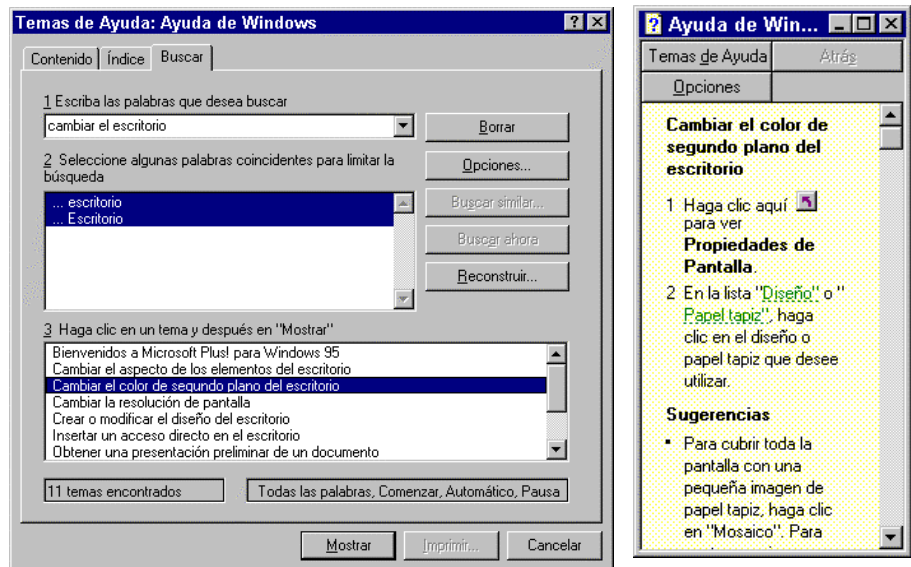 Temas de Ayuda: Ayuda de Windows
Contenido Índice Buscar
1 Escriba las palabras que desea buscar
cambiar el escritorio
Borrar
2 Seleccione algunas palabras coincidentes para limitar la
búsqueda
Opciones...
... escritorio
... Escritorio
Buscar similar...
Buscar ahora
Reconstruir...
3 Haga clic en un tema y después en "Mostrar"
Bienvenidos a Microsoft Plus! para Windows 95
Cambiar el aspecto de los elementos del escritorio
Cambiar el color de segundo plano del escritorio
Cambiar la resolución de pantalla
Crear o modificar el diseño del escritorio
Insertar un acceso directo en el escritorio
Obtener una presentación preliminar de un documento
11 temas encontrados
Todas las palabras, Comenzar, Automático, Pausa
Mostrar Imprimir... Cancelar
Ayuda de Win...
Temas de Ayuda Atrás
Opciones
Cambiar el color de
segundo plano del
escritorio
1 Haga clic aquí
para ver
Propiedades de
Pantalla.
2 En la lista "Diseño" o "
Papel tapiz", haga
clic en el diseño o
papel tapiz que desee
utilizar.
Sugerencias
▪ Para cubrir toda la
pantalla con una
pequeña imagen de
papel tapiz, haga clic
en "Mosaico". Para